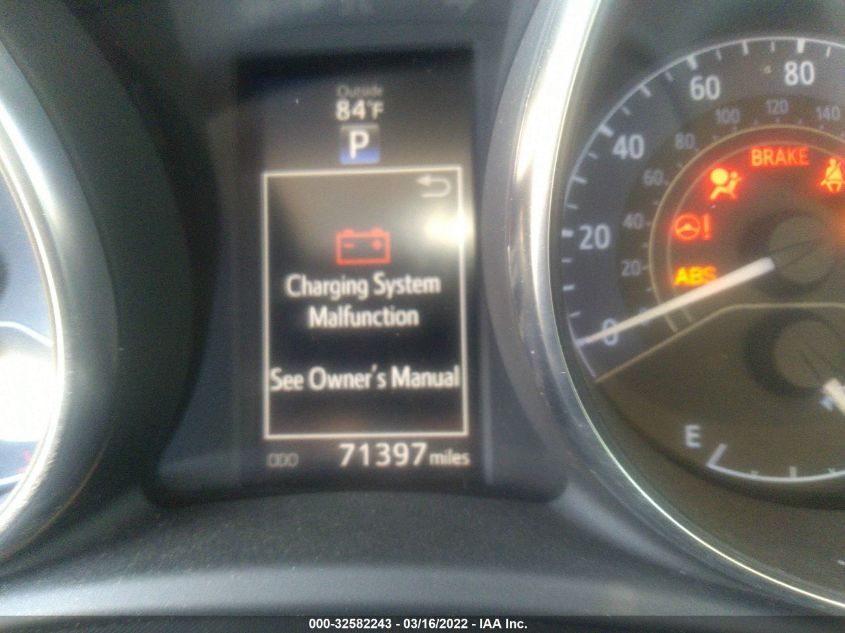 Outside
84°F
P
Charging System
Malfunction
See Owner's Manual
ODO 71397 miles
0
20
40
60
80
20
40
60
80
100
120
140
BRAKE
!
ABS
E
000-32582243 - 03/16/2022 - IAA Inc.